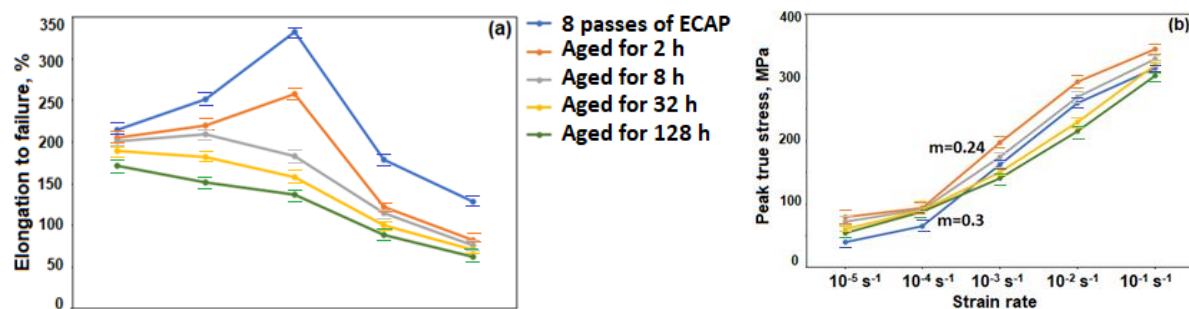 (a)
Elongation to failure, %
350
300
250
200
150
100
50
0
8 passes of ECAP
Aged for 2 h
Aged for 8 h
Aged for 32 h
Aged for 128 h
(b)
Peak true stress, MPa
400
300
200
100
0
m=0.24
m=0.3
10⁻⁵ s⁻¹ 10⁻⁴ s⁻¹ 10⁻³ s⁻¹ 10⁻² s⁻¹ 10⁻¹ s⁻¹
Strain rate